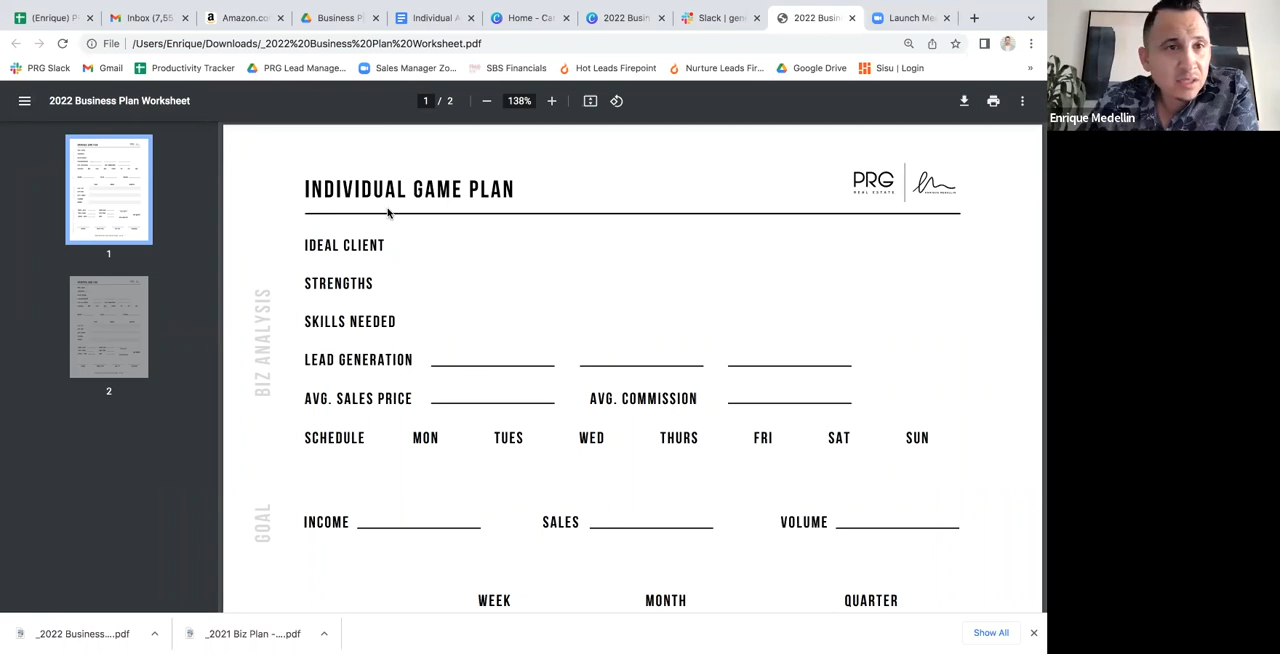 (Enrique) P
Inbox (7,55
Amazon.co
Business P
Individual A
Home - Ca
2022 Busin
Slack | gen
2022 Busin
Launch Me
File
/Users/Enrique/Downloads/_2022%20Business%20Plan%20Worksheet.pdf
PRG Slack
Gmail
Productivity Tracker
PRG Lead Manage...
Sales Manager Zo...
SBS Financials
Hot Leads Firepoint
Nurture Leads Fir...
Google Drive
Sisu | Login
»
2022 Business Plan Worksheet
1 / 2
138%
Enrique Medellin
1
2
INDIVIDUAL GAME PLAN
PRG
REAL ESTATE
ENRIQUE MEDELLIN
BIZ ANALYSIS
IDEAL CLIENT
STRENGTHS
SKILLS NEEDED
LEAD GENERATION
AVG. SALES PRICE AVG. COMMISSION
SCHEDULE MON TUES WED THURS FRI SAT SUN
GOAL
INCOME SALES VOLUME
WEEK MONTH QUARTER
_2022 Business....pdf
_2021 Biz Plan -....pdf
Show All